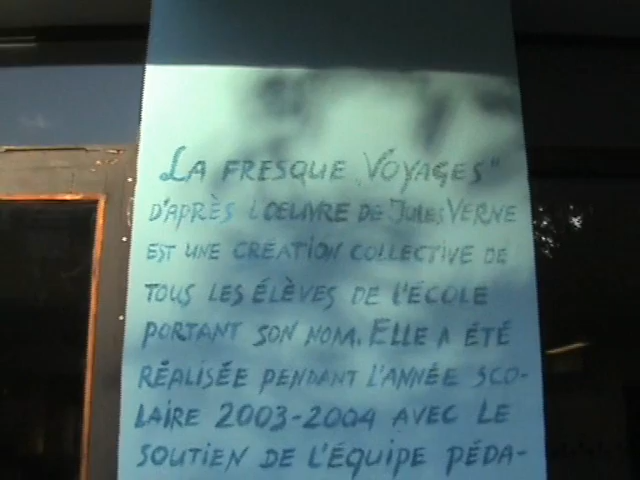 LA FRESQUE „VOYAGES"
D'APRÈS L'OEUVRE DE JULES VERNE
EST UNE CRÉATION COLLECTIVE DE
TOUS LES ÉLÈVES DE L'ÉCOLE
PORTANT SON NOM. ELLE A ÉTÉ
RÉALISÉE PENDANT L'ANNÉE SCO-
LAIRE 2003-2004 AVEC LE
SOUTIEN DE L'ÉQUIPE PÉDA-